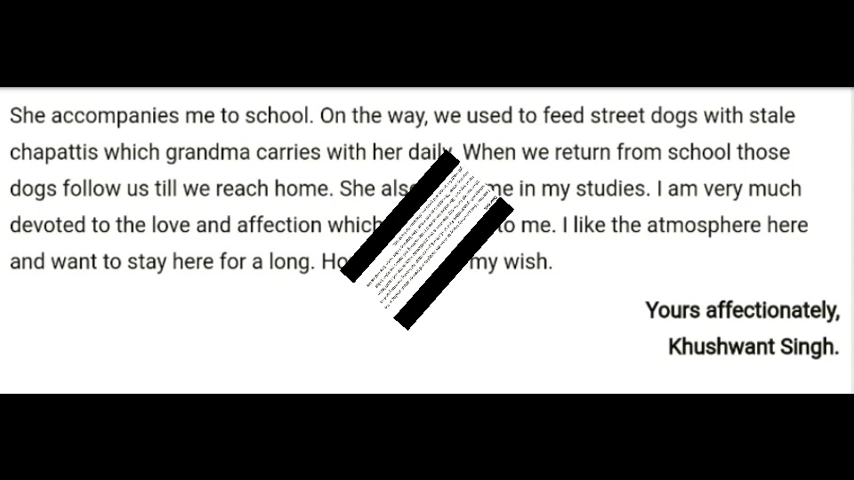 She accompanies me to school. On the way, we used to feed street dogs with stale
chapattis which grandma carries with her daily. When we return from school those
dogs follow us till we reach home. She me in my studies. I am very much
devoted to the love and affection which to me. I like the atmosphere here
and want to stay here for a long. my wish.
Yours affectionately,
Khushwant Singh.